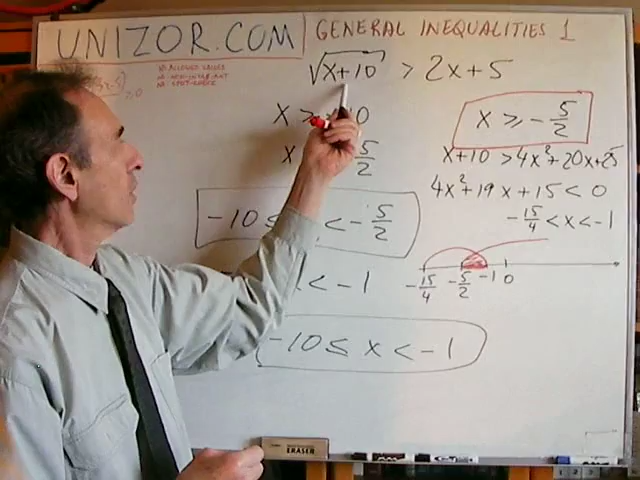 UNIZOR.COM
GENERAL INEQUALITIES 1
√x+10 > 2x+5
x ≥ -5/2
x+10 > 4x²+20x+25
4x²+19x+15 < 0
-15/4 < x < -1
-15/4 -5/2 -1 0
-10 ≤ < -5/2
< -1
-10 ≤ x < -1
ERASER